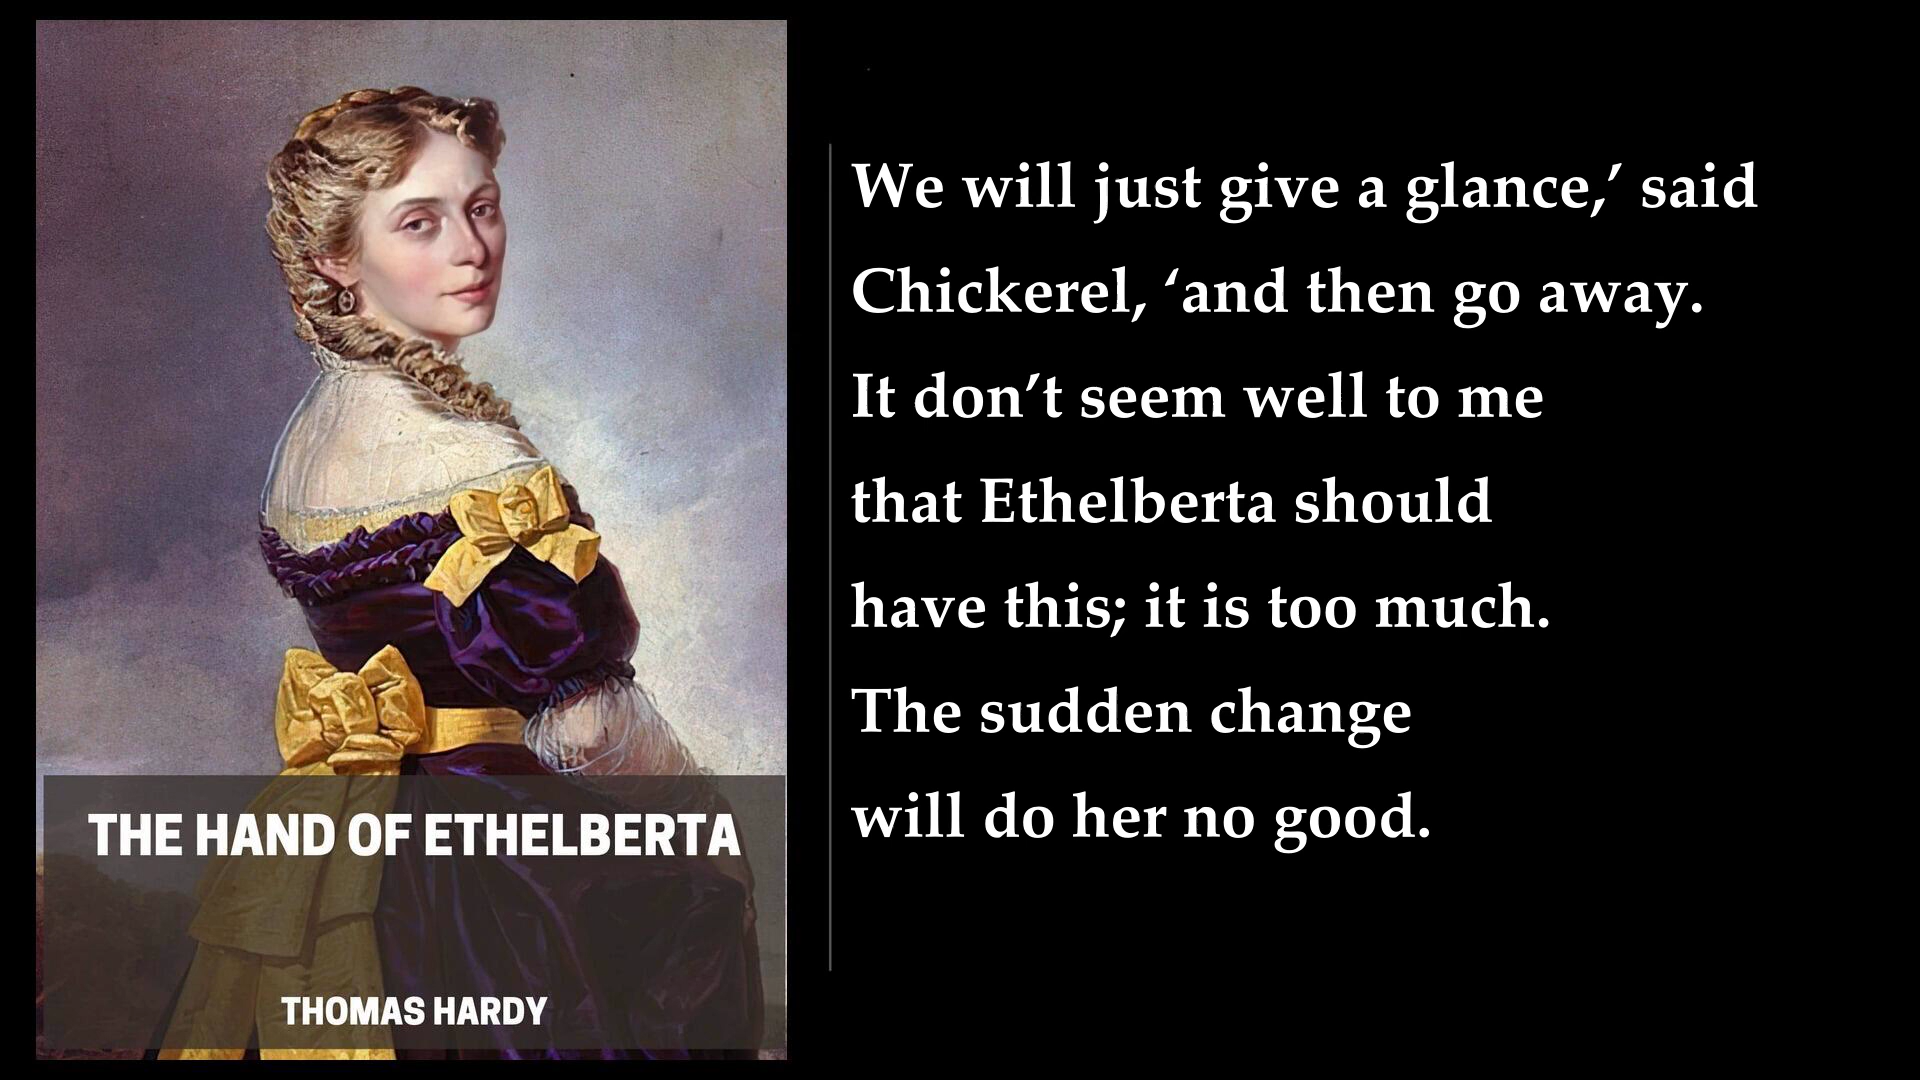 THE HAND OF ETHELBERTA
THOMAS HARDY
We will just give a glance,’ said
Chickerel, ‘and then go away.
It don’t seem well to me
that Ethelberta should
have this; it is too much.
The sudden change
will do her no good.